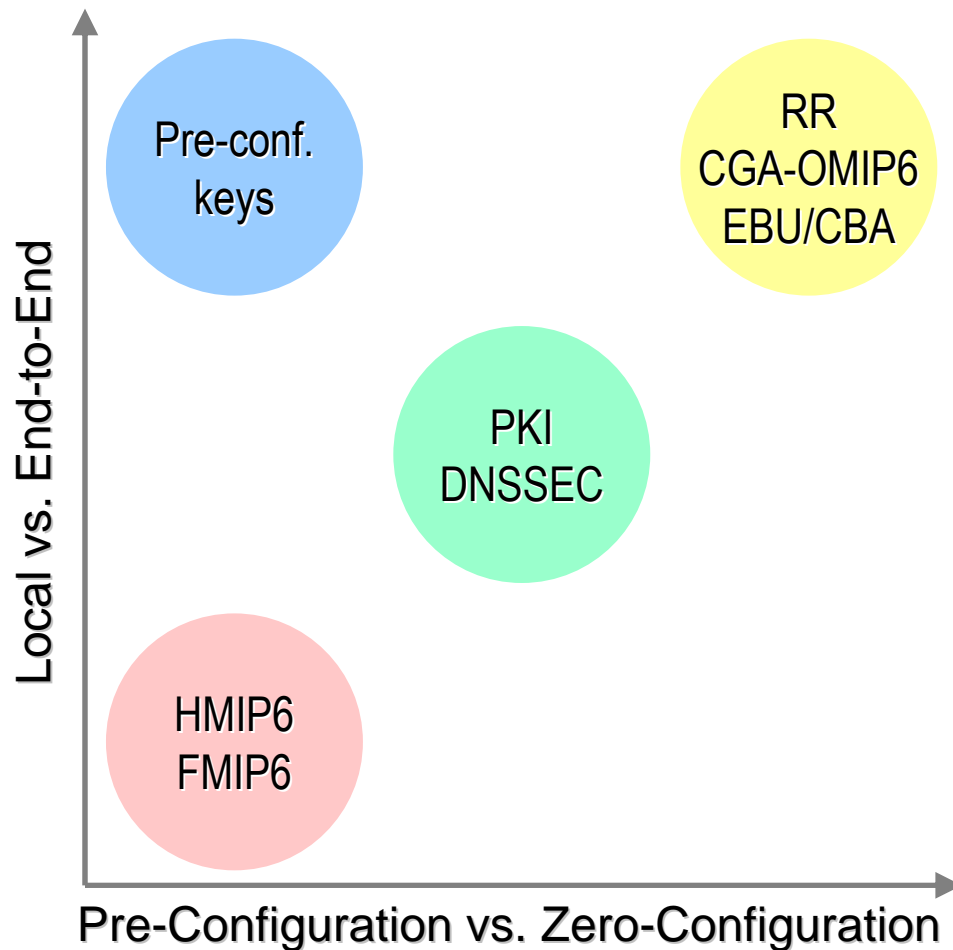 Pre-conf.
keys
RR
CGA-OMIP6
EBU/CBA
PKI
DNSSEC
HMIP6
FMIP6
Local vs. End-to-End
Pre-Configuration vs. Zero-Configuration